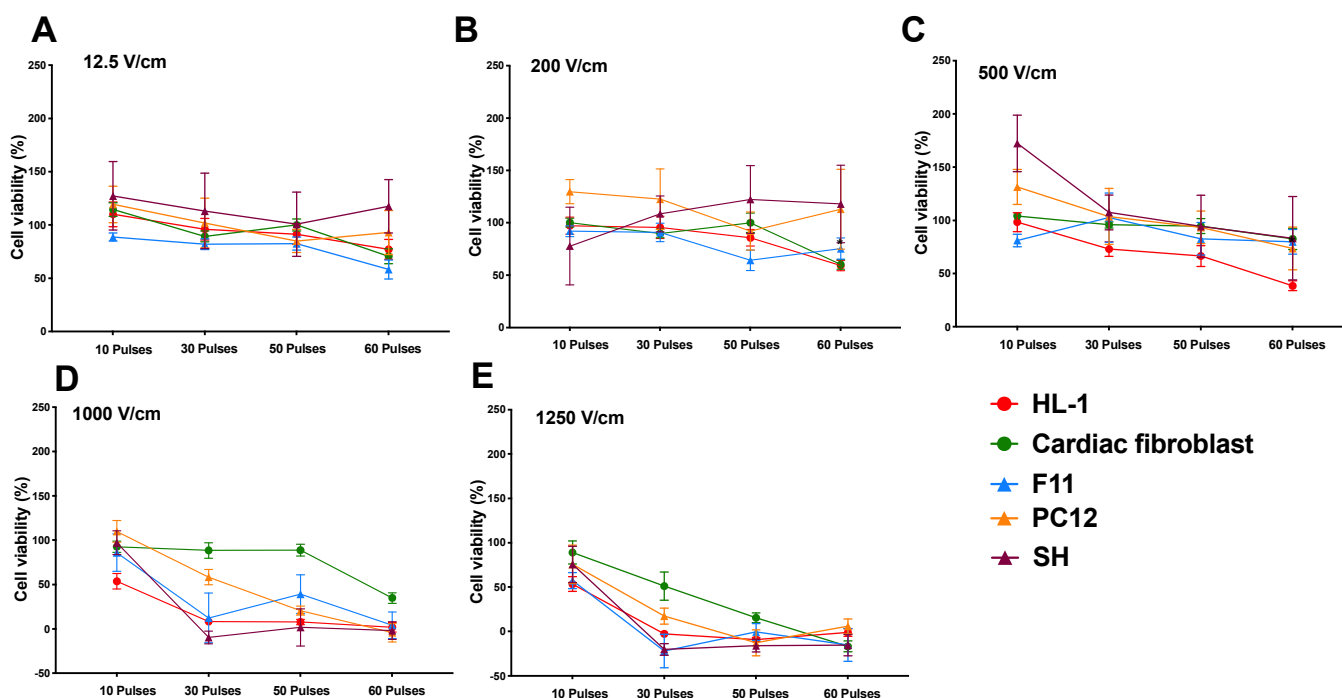 A
12.5 V/cm
Cell viability (%)
250
200
150
100
50
0
10 Pulses 30 Pulses 50 Pulses 60 Pulses
B
200 V/cm
Cell viability (%)
250
200
150
100
50
0
10 Pulses 30 Pulses 50 Pulses 60 Pulses
C
500 V/cm
Cell viability (%)
250
200
150
100
50
0
10 Pulses 30 Pulses 50 Pulses 60 Pulses
D
1000 V/cm
Cell viability (%)
250
200
150
100
50
0
-50
10 Pulses 30 Pulses 50 Pulses 60 Pulses
E
1250 V/cm
Cell viability (%)
250
200
150
100
50
0
-50
10 Pulses 30 Pulses 50 Pulses 60 Pulses
HL-1
Cardiac fibroblast
F11
PC12
SH